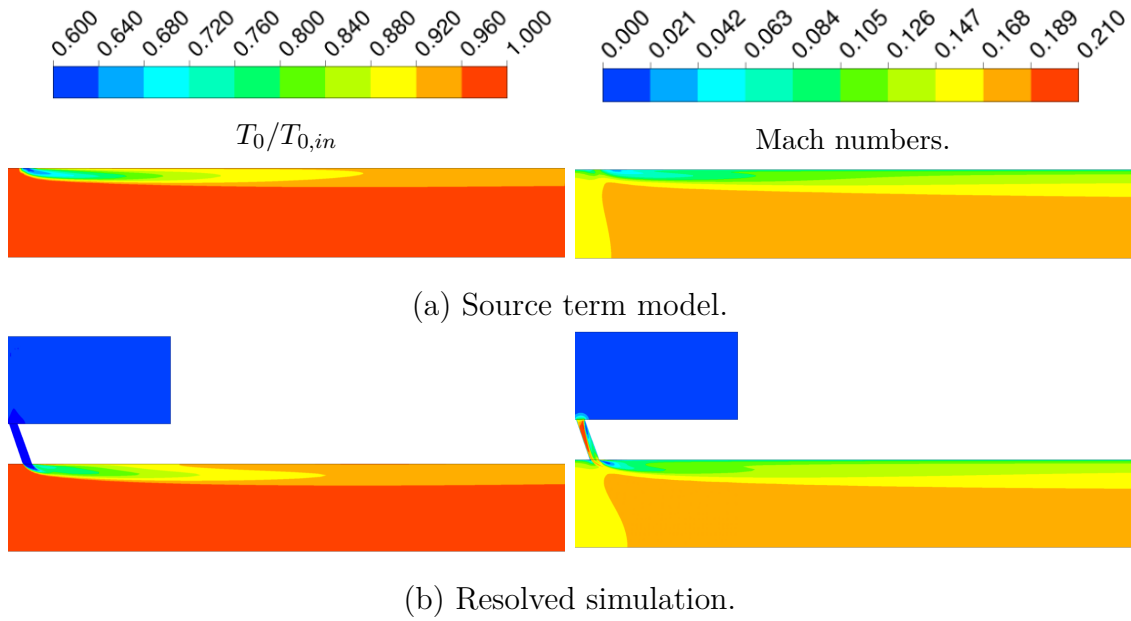 0.600 0.640 0.680 0.720 0.760 0.800 0.840 0.880 0.920 0.960 1.000
0.000 0.021 0.042 0.063 0.084 0.105 0.126 0.147 0.168 0.189 0.210
T0/T0,in
Mach numbers.
(a) Source term model.
(b) Resolved simulation.